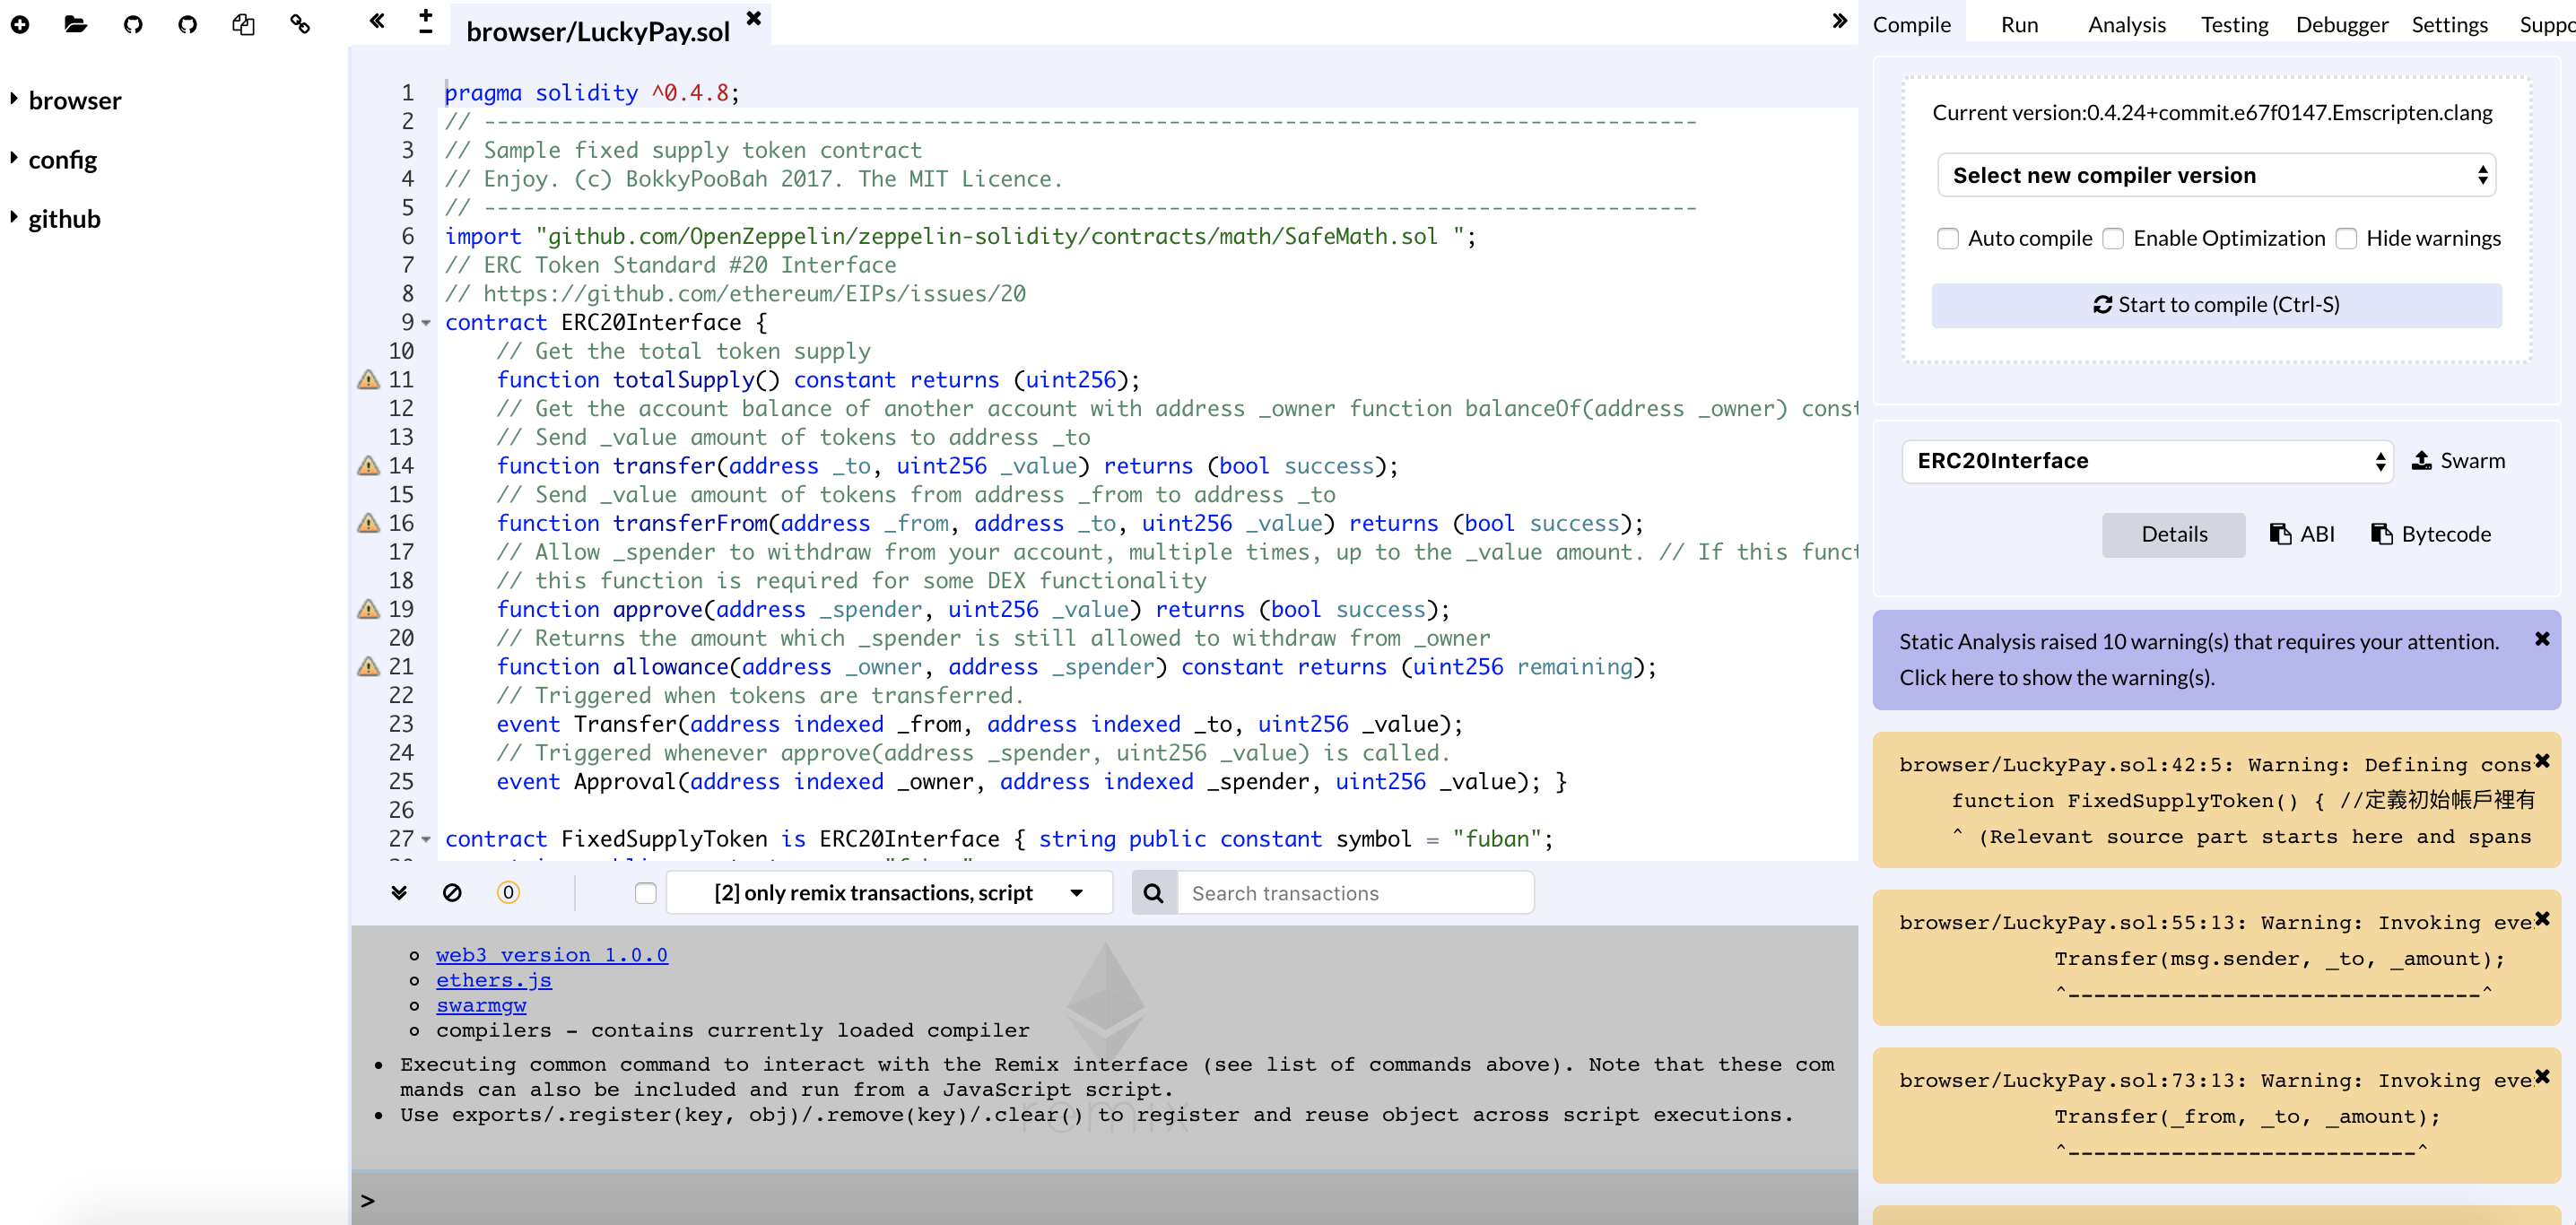 browser
config
github
browser/LuckyPay.sol
1 pragma solidity ^0.4.8;
2 // ----------------------------------------------------------------------------------------------
3 // Sample fixed supply token contract
4 // Enjoy. (c) BokkyPooBah 2017. The MIT Licence.
5 // ----------------------------------------------------------------------------------------------
6 import "github.com/OpenZeppelin/zeppelin-solidity/contracts/math/SafeMath.sol ";
7 // ERC Token Standard #20 Interface
8 // https://github.com/ethereum/EIPs/issues/20
9 contract ERC20Interface {
10 // Get the total token supply
11 function totalSupply() constant returns (uint256);
12 // Get the account balance of another account with address _owner function balanceOf(address _owner) const
13 // Send _value amount of tokens to address _to
14 function transfer(address _to, uint256 _value) returns (bool success);
15 // Send _value amount of tokens from address _from to address _to
16 function transferFrom(address _from, address _to, uint256 _value) returns (bool success);
17 // Allow _spender to withdraw from your account, multiple times, up to the _value amount. // If this funct
18 // this function is required for some DEX functionality
19 function approve(address _spender, uint256 _value) returns (bool success);
20 // Returns the amount which _spender is still allowed to withdraw from _owner
21 function allowance(address _owner, address _spender) constant returns (uint256 remaining);
22 // Triggered when tokens are transferred.
23 event Transfer(address indexed _from, address indexed _to, uint256 _value);
24 // Triggered whenever approve(address _spender, uint256 _value) is called.
25 event Approval(address indexed _owner, address indexed _spender, uint256 _value); }
26
27 contract FixedSupplyToken is ERC20Interface { string public constant symbol = "fuban";
0
[2] only remix transactions, script
Search transactions
web3 version 1.0.0
ethers.js
swarmgw
compilers - contains currently loaded compiler
Executing common command to interact with the Remix interface (see list of commands above). Note that these com
mands can also be included and run from a JavaScript script.
Use exports/.register(key, obj)/.remove(key)/.clear() to register and reuse object across script executions.
remix
>
Compile Run Analysis Testing Debugger Settings Suppo
Current version:0.4.24+commit.e67f0147.Emscripten.clang
Select new compiler version
Auto compile Enable Optimization Hide warnings
Start to compile (Ctrl-S)
ERC20Interface Swarm
Details ABI Bytecode
Static Analysis raised 10 warning(s) that requires your attention.
Click here to show the warning(s).
browser/LuckyPay.sol:42:5: Warning: Defining cons
function FixedSupplyToken() { //定義初始帳戶裡有
^ (Relevant source part starts here and spans
browser/LuckyPay.sol:55:13: Warning: Invoking eve
Transfer(msg.sender, _to, _amount);
^--------------------------------^
browser/LuckyPay.sol:73:13: Warning: Invoking eve
Transfer(_from, _to, _amount);
^---------------------------^